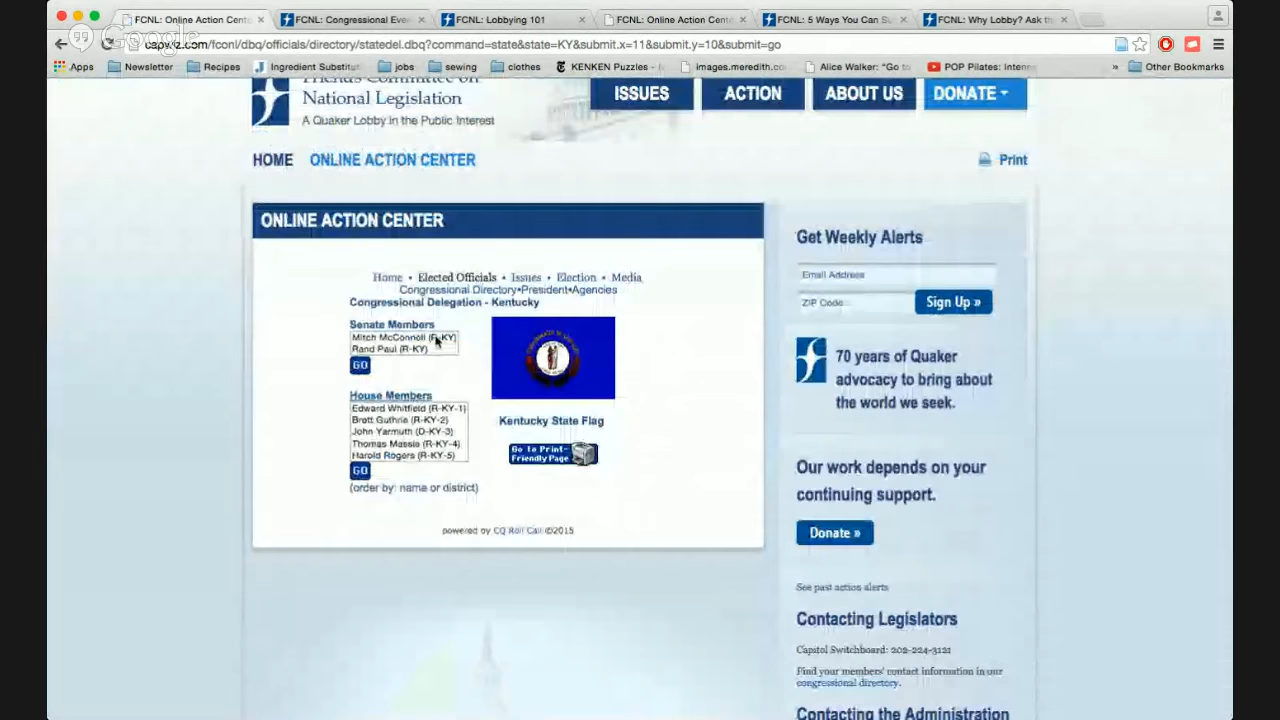 FCNL: Online Action Cente
FCNL: Congressional Eve
FCNL: Lobbying 101
FCNL: Online Action Cente
FCNL: 5 Ways You Can S
FCNL: Why Lobby? Ask th
Google
capwiz.com/fconl/dbq/officials/directory/statedel.dbq?command=state&state=KY&submit.x=11&submit.y=10&submit=go
Apps Newsletter Recipes Ingredient Substitut jobs sewing clothes KENKEN Puzzles - images.meredith.co Alice Walker: "Go to POP Pilates: Intense » Other Bookmarks
Friends Committee on
National Legislation
A Quaker Lobby in the Public Interest
ISSUES ACTION ABOUT US DONATE
HOME ONLINE ACTION CENTER Print
ONLINE ACTION CENTER
Home • Elected Officials • Issues • Election • Media
Congressional Directory•President•Agencies
Congressional Delegation - Kentucky
Senate Members
Mitch McConnell (R-KY)
Rand Paul (R-KY)
GO
House Members
Edward Whitfield (R-KY-1)
Brett Guthrie (R-KY-2)
John Yarmuth (D-KY-3)
Thomas Massie (R-KY-4)
Harold Rogers (R-KY-5)
GO
(order by: name or district)
Kentucky State Flag
Go to Print-
Friendly Page
powered by CQ Roll Call ©2015
Get Weekly Alerts
Email Address
ZIP Code
Sign Up »
70 years of Quaker
advocacy to bring about
the world we seek.
Our work depends on your
continuing support.
Donate »
See past action alerts
Contacting Legislators
Capitol Switchboard: 202-224-3121
Find your members' contact information in our
congressional directory.
Contacting the Administration